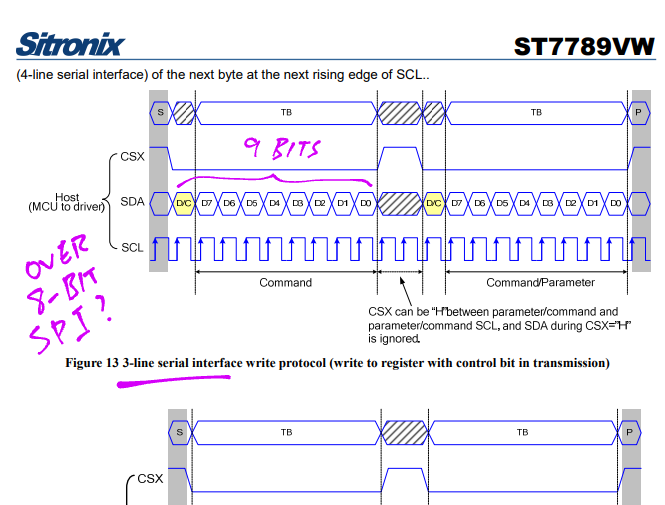 Sitronix
ST7789VW
(4-line serial interface) of the next byte at the next rising edge of SCL..
S TB TB P
9 BITS
CSX
Host
(MCU to driver)
SDA D/C D7 D6 D5 D4 D3 D2 D1 D0 D/C D7 D6 D5 D4 D3 D2 D1 D0
SCL
OVER
8-BIT
SPI?
Command Command/Parameter
CSX can be "H"between parameter/command and
parameter/command SCL, and SDA during CSX="H"
is ignored.
Figure 13 3-line serial interface write protocol (write to register with control bit in transmission)
S TB TB P
CSX